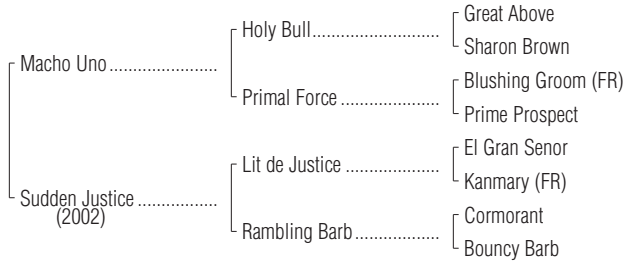 Great Above
Holy Bull....................
Sharon Brown
Macho Uno ......................
Blushing Groom (FR)
Primal Force ....................
Prime Prospect
El Gran Senor
Lit de Justice ...................
Kanmary (FR)
Sudden Justice ................
(2002)
Cormorant
Rambling Barb .................
Bouncy Barb